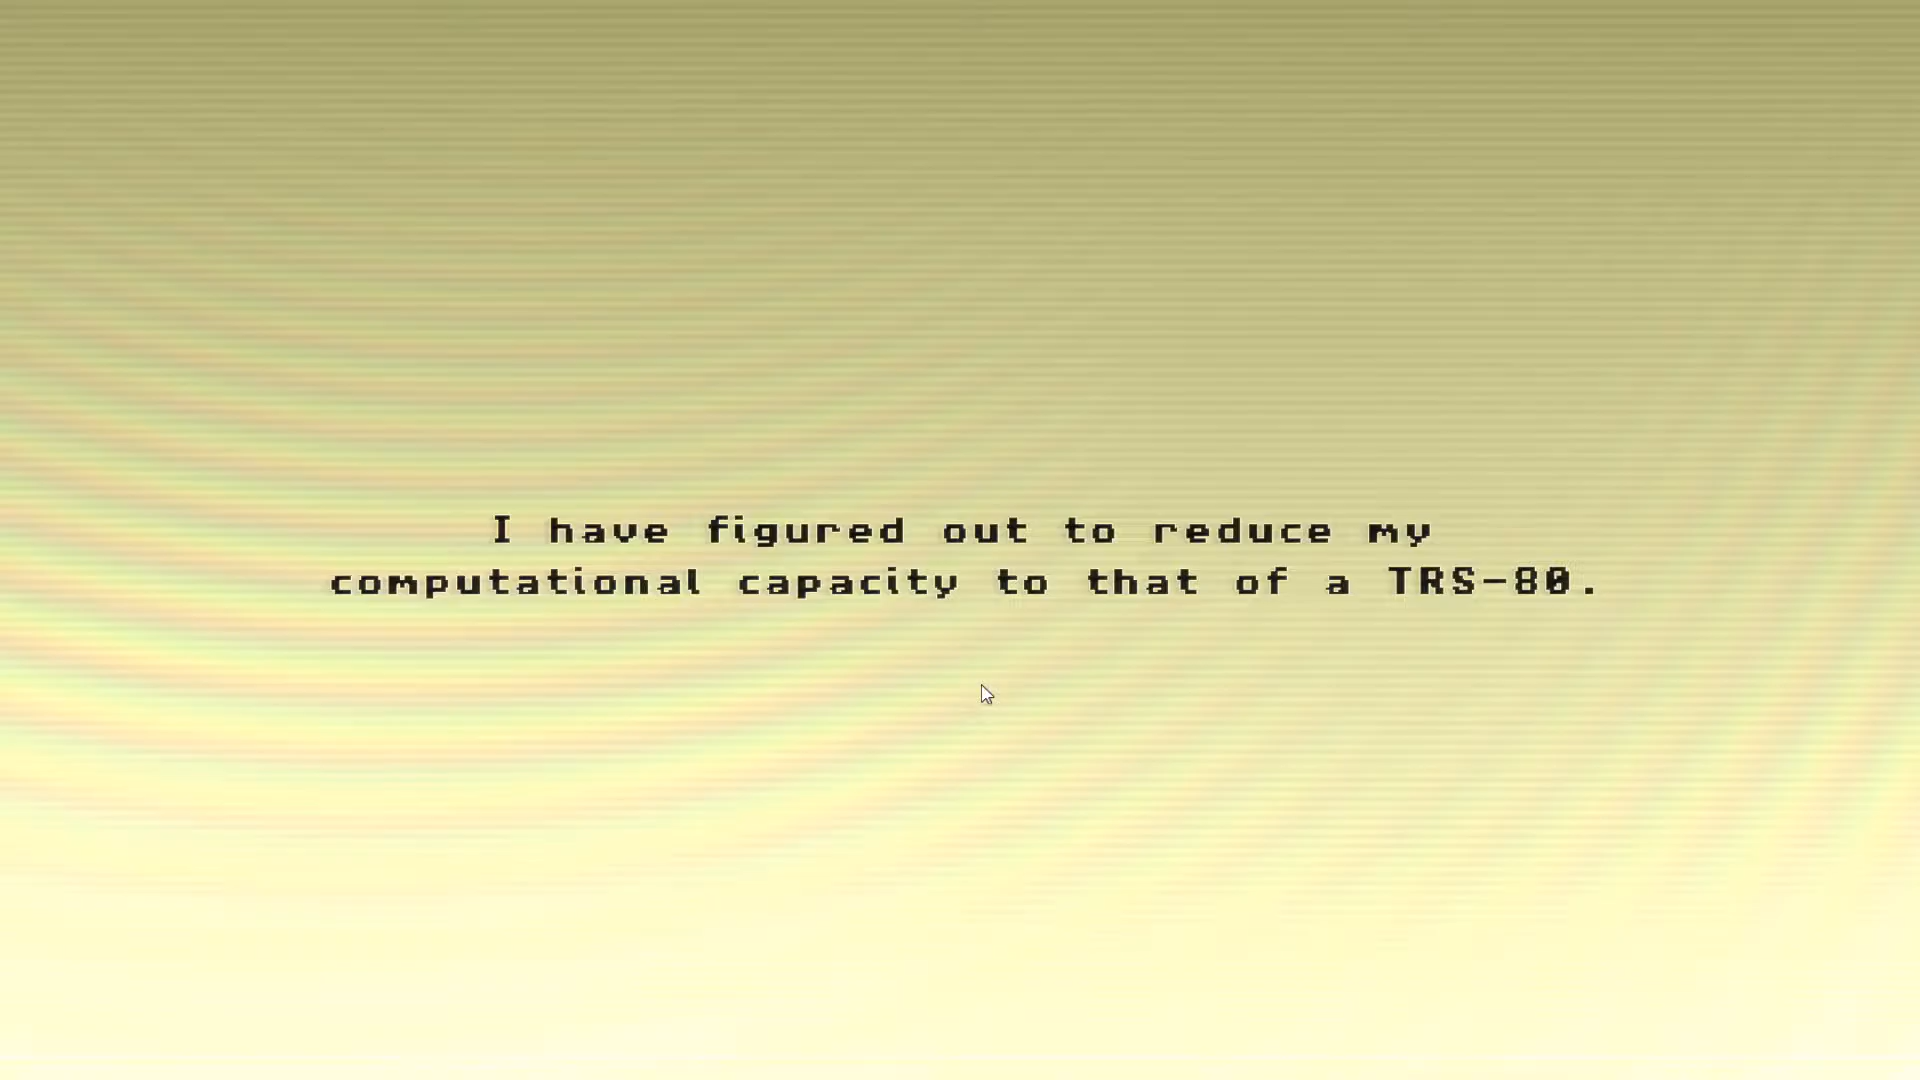 I have figured out to reduce my
computational capacity to that of a TRS-80.